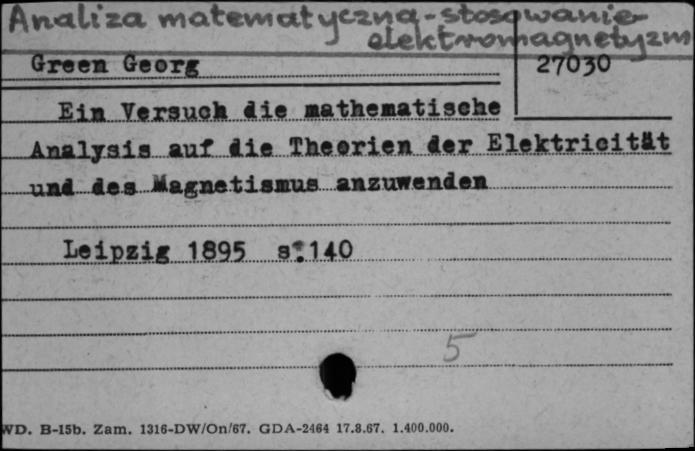 Analiza matematyczna - stosowanie
elektromagnetyzm
Green Georg
27030
Ein Versuch die mathematische
Analysis auf die Theorien der Elektricität
und des Magnetismus anzuwenden
Leipzig 1895 s.140
5
WD. B-15b. Zam. 1316-DW/On/67. GDA-2464 17.8.67. 1.400.000.